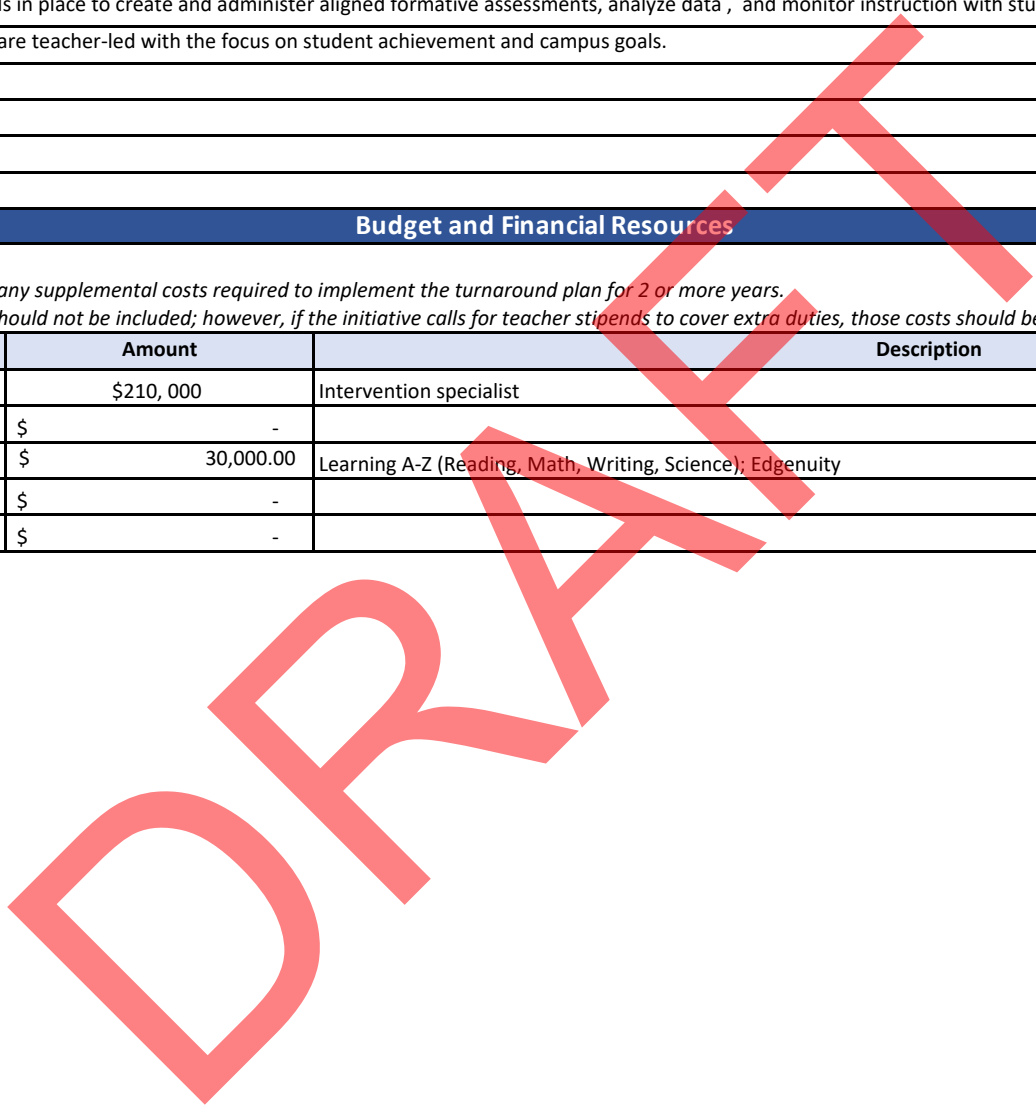 ls in place to create and administer aligned formative assessments, analyze data , and monitor instruction with stu
are teacher-led with the focus on student achievement and campus goals.
Budget and Financial Resources
any supplemental costs required to implement the turnaround plan for 2 or more years.
hould not be included; however, if the initiative calls for teacher stipends to cover extra duties, those costs should be
Amount Description
$210, 000 Intervention specialist
$ -
$ 30,000.00 Learning A-Z (Reading, Math, Writing, Science); Edgenuity
$ -
$ -
DRAFT